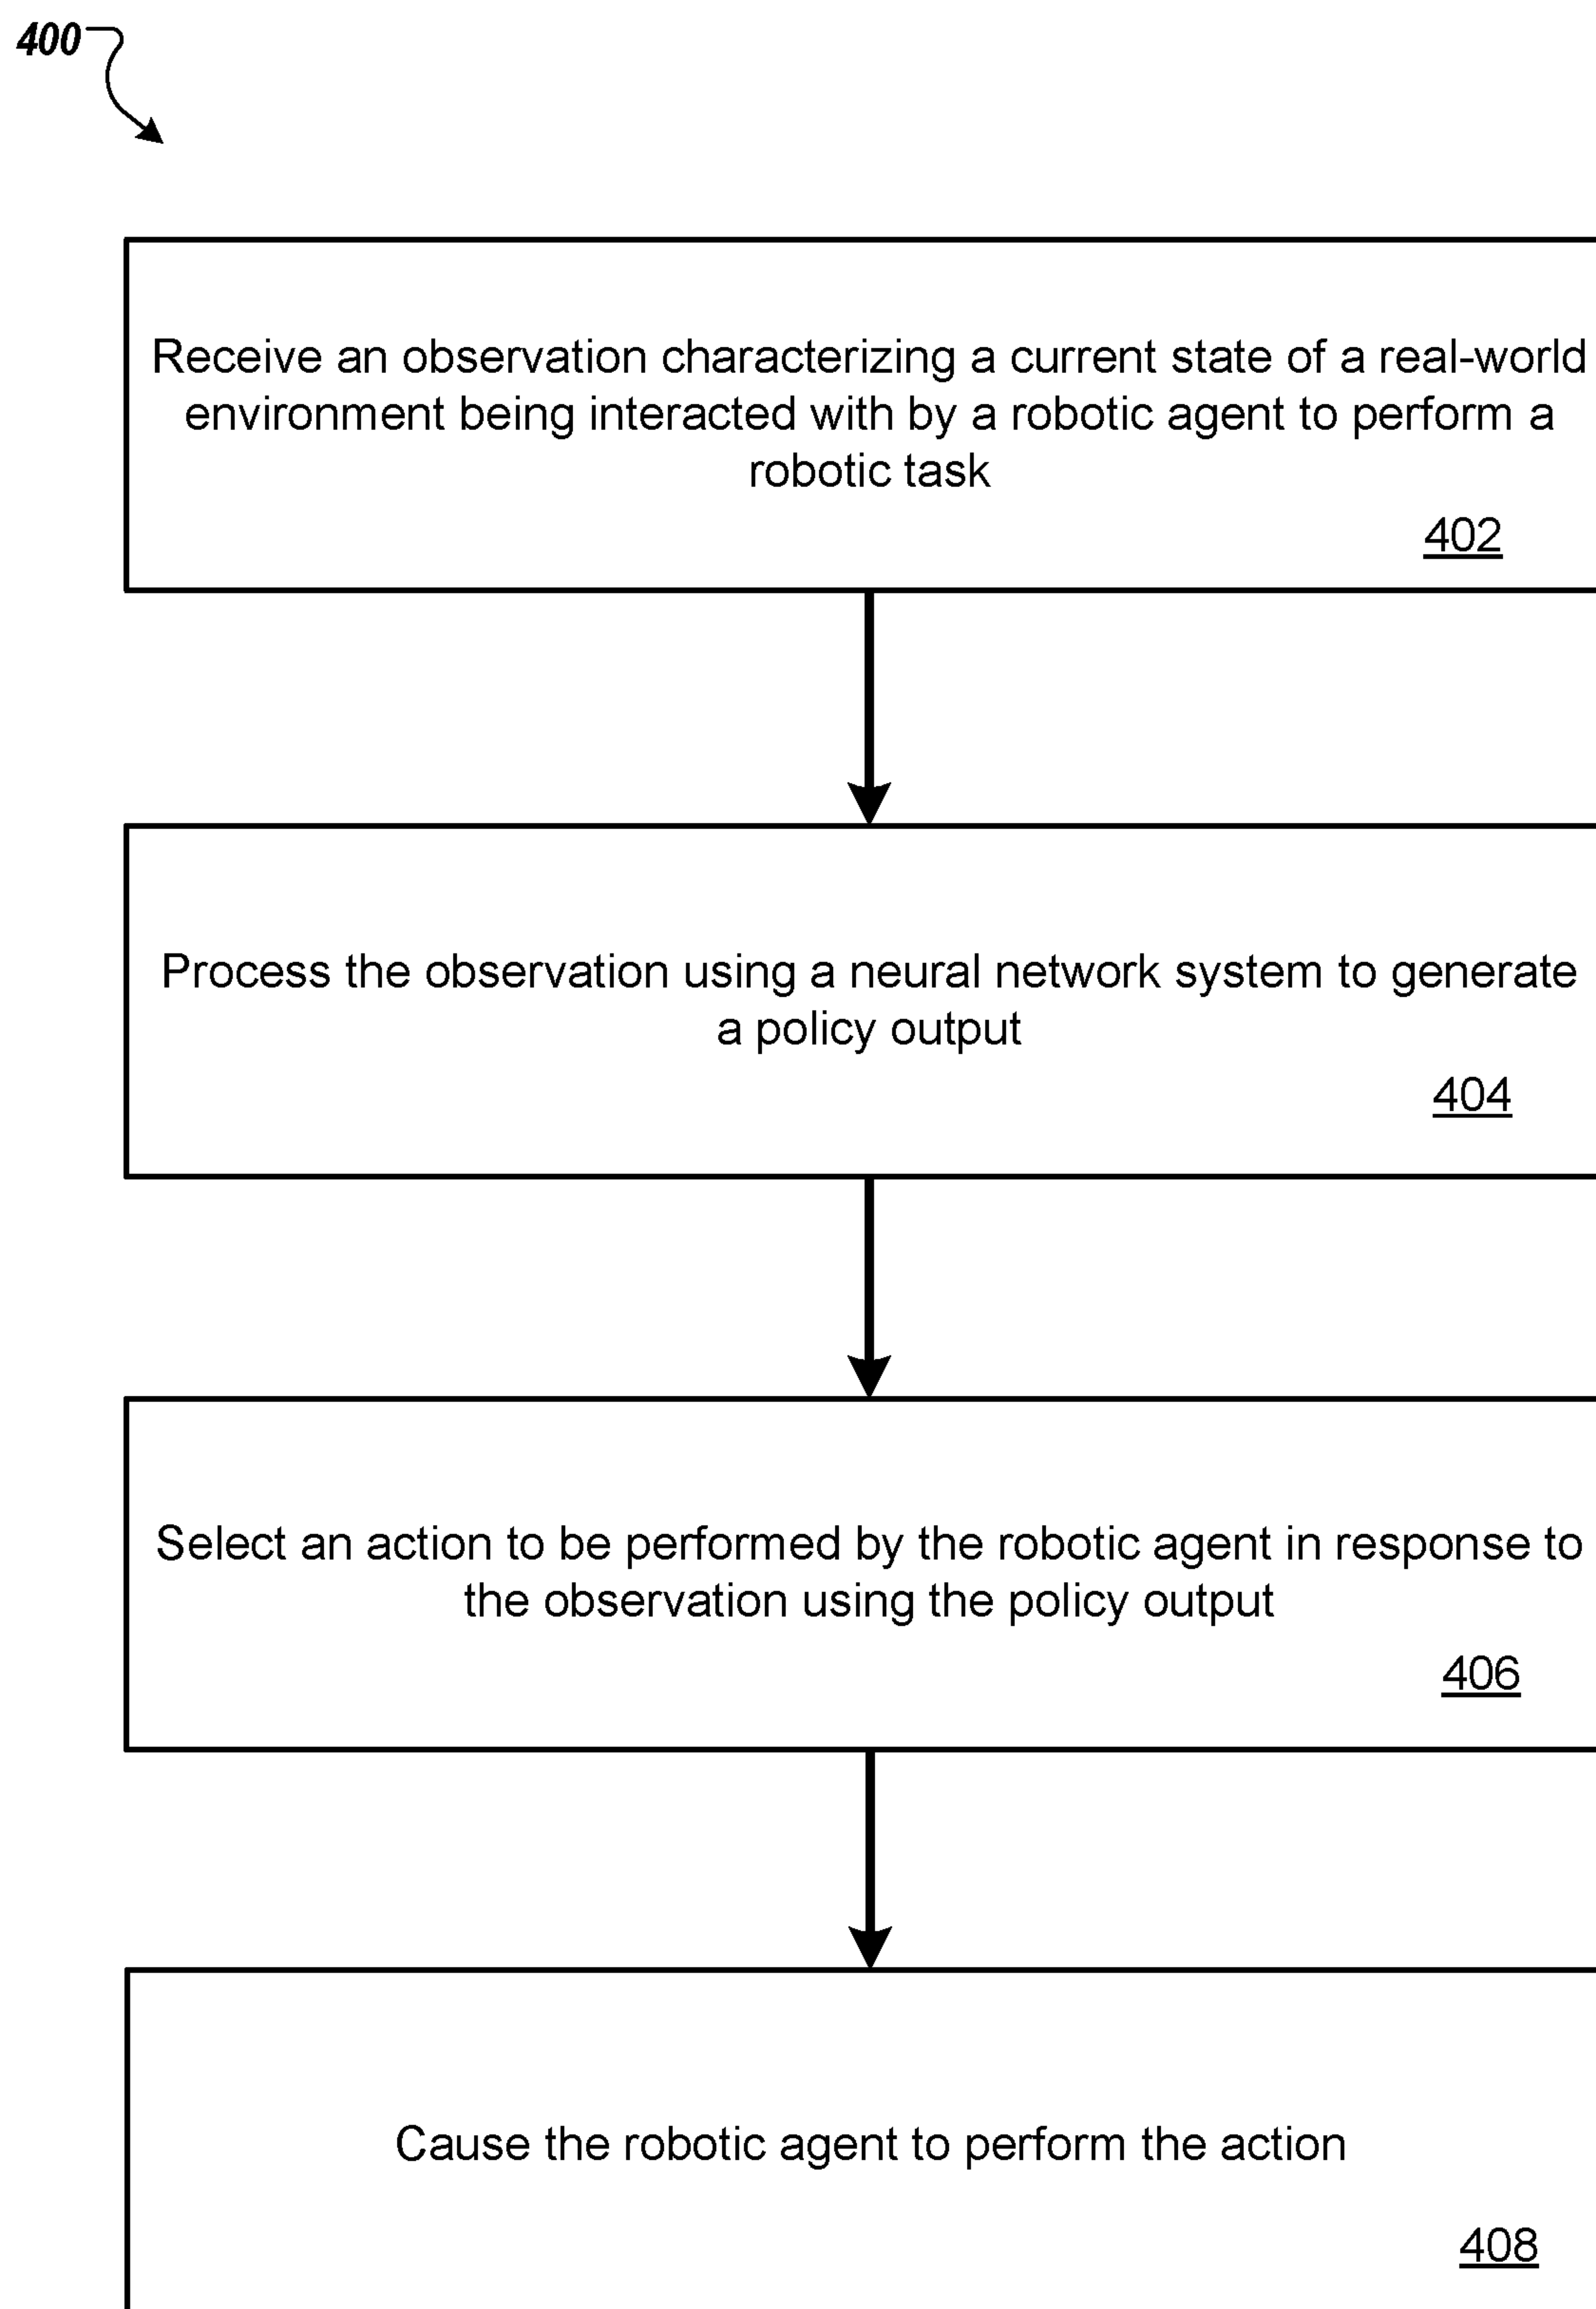 400
Receive an observation characterizing a current state of a real-world
environment being interacted with by a robotic agent to perform a
robotic task
402
Process the observation using a neural network system to generate
a policy output
404
Select an action to be performed by the robotic agent in response to
the observation using the policy output
406
Cause the robotic agent to perform the action
408